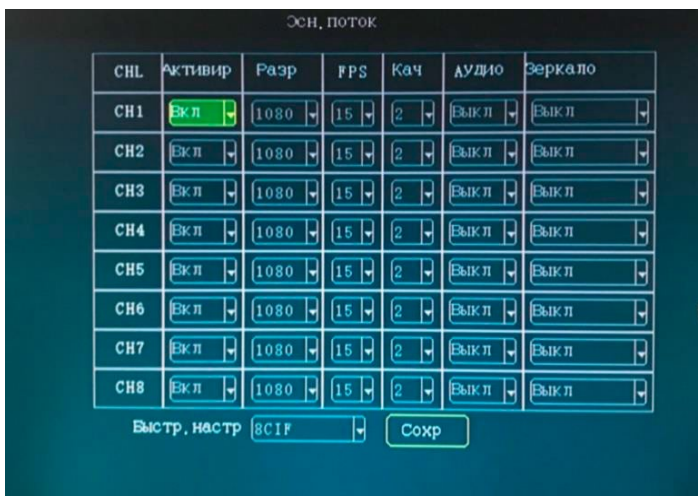 Эсн. поток
CHL Активир Разр FPS Кач Аудио Зеркало
CH1 Вкл 1080 15 2 Выкл Выкл
CH2 Вкл 1080 15 2 Выкл Выкл
CH3 Вкл 1080 15 2 Выкл Выкл
CH4 Вкл 1080 15 2 Выкл Выкл
CH5 Вкл 1080 15 2 Выкл Выкл
CH6 Вкл 1080 15 2 Выкл Выкл
CH7 Вкл 1080 15 2 Выкл Выкл
CH8 Вкл 1080 15 2 Выкл Выкл
Быстр. настр 8CIF Сохр